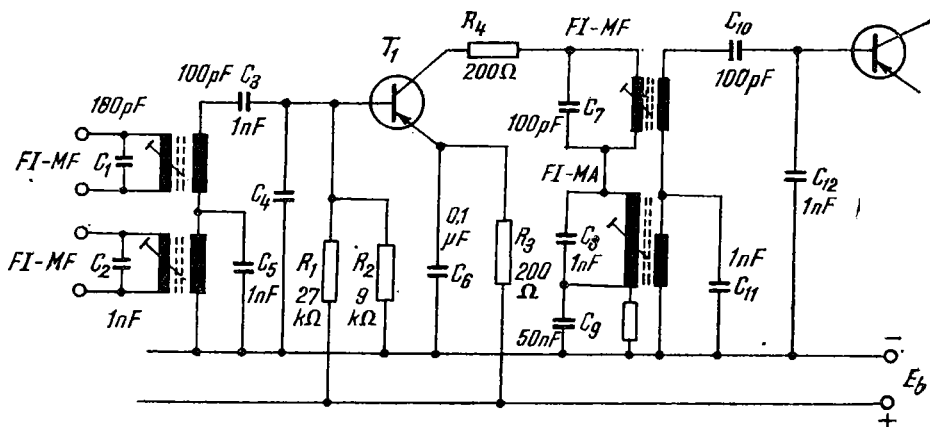 R4
200Ω
FI-MF
C10
100pF
T1
100pF C3
1nF
180pF
FI-MF
C1
C7
100pF
FI-MA
C12
1nF
C4
FI-MF
C2
1nF
C5
1nF
R1
27
kΩ
R2
9
kΩ
0,1
µF
C6
R3
200
Ω
C8
1nF
C9
50nF
1nF
C11
−
Eb
+